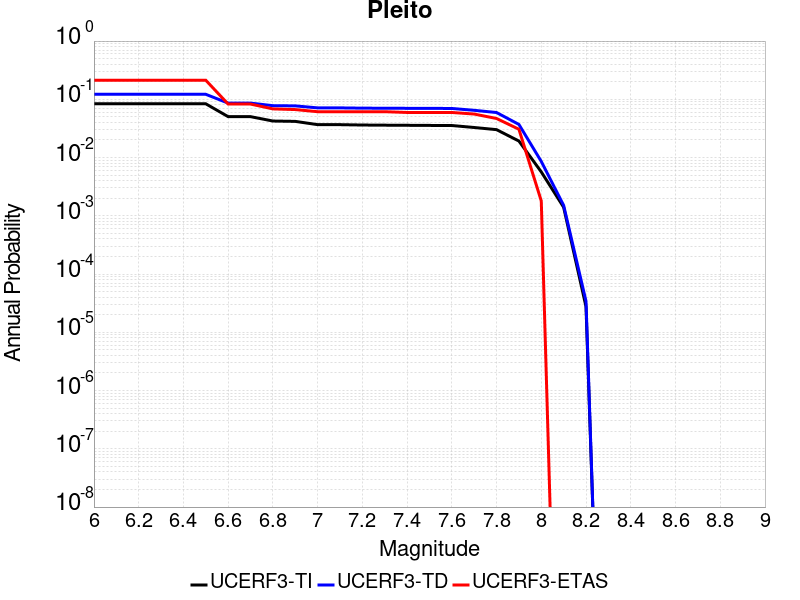 Pleito
10^0
10^-1
10^-2
10^-3
10^-4
10^-5
10^-6
10^-7
10^-8
Annual Probability
6 6.2 6.4 6.6 6.8 7 7.2 7.4 7.6 7.8 8 8.2 8.4 8.6 8.8 9
Magnitude
UCERF3-TI UCERF3-TD UCERF3-ETAS